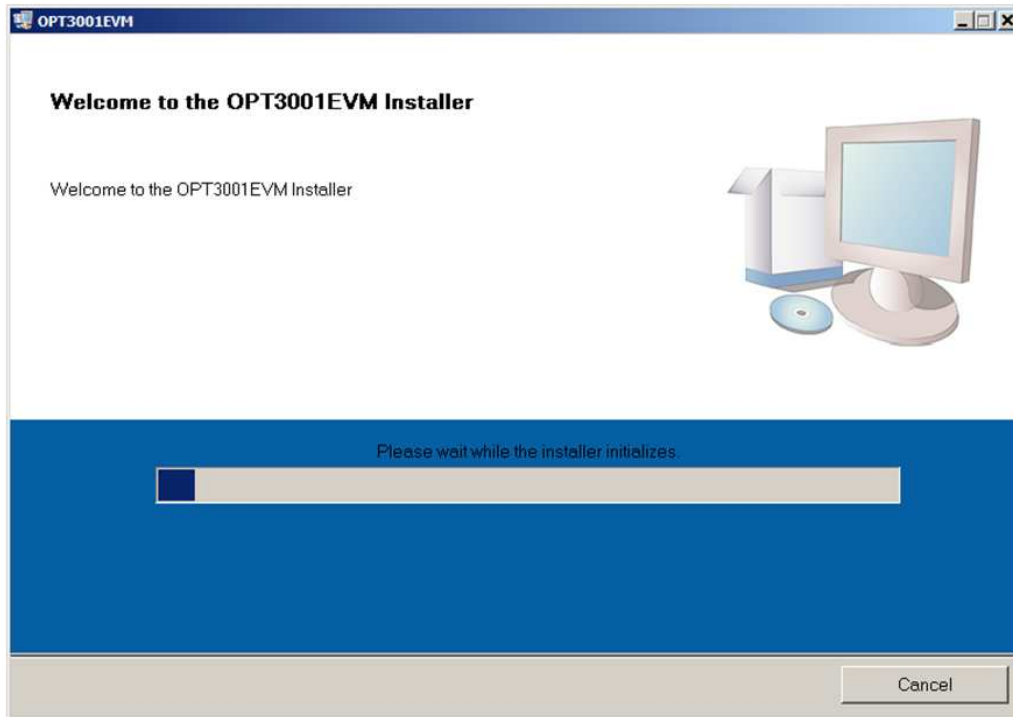 OPT3001EVM
Welcome to the OPT3001EVM Installer
Welcome to the OPT3001EVM Installer
Please wait while the installer initializes.
Cancel